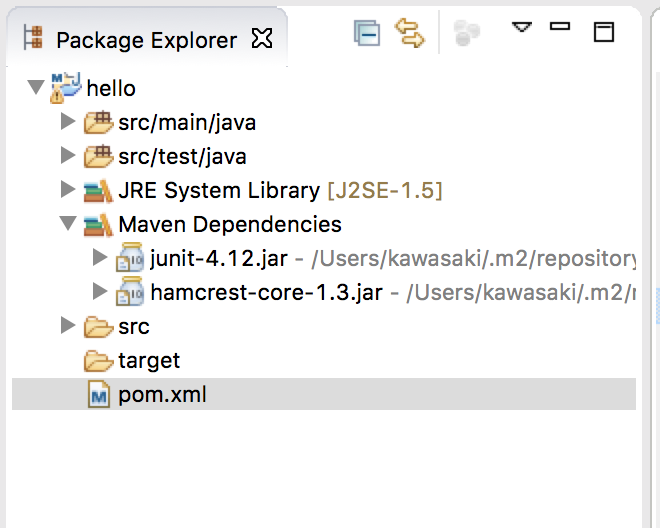 Package Explorer
hello
src/main/java
src/test/java
JRE System Library [J2SE-1.5]
Maven Dependencies
junit-4.12.jar - /Users/kawasaki/.m2/repository
hamcrest-core-1.3.jar - /Users/kawasaki/.m2/
src
target
pom.xml